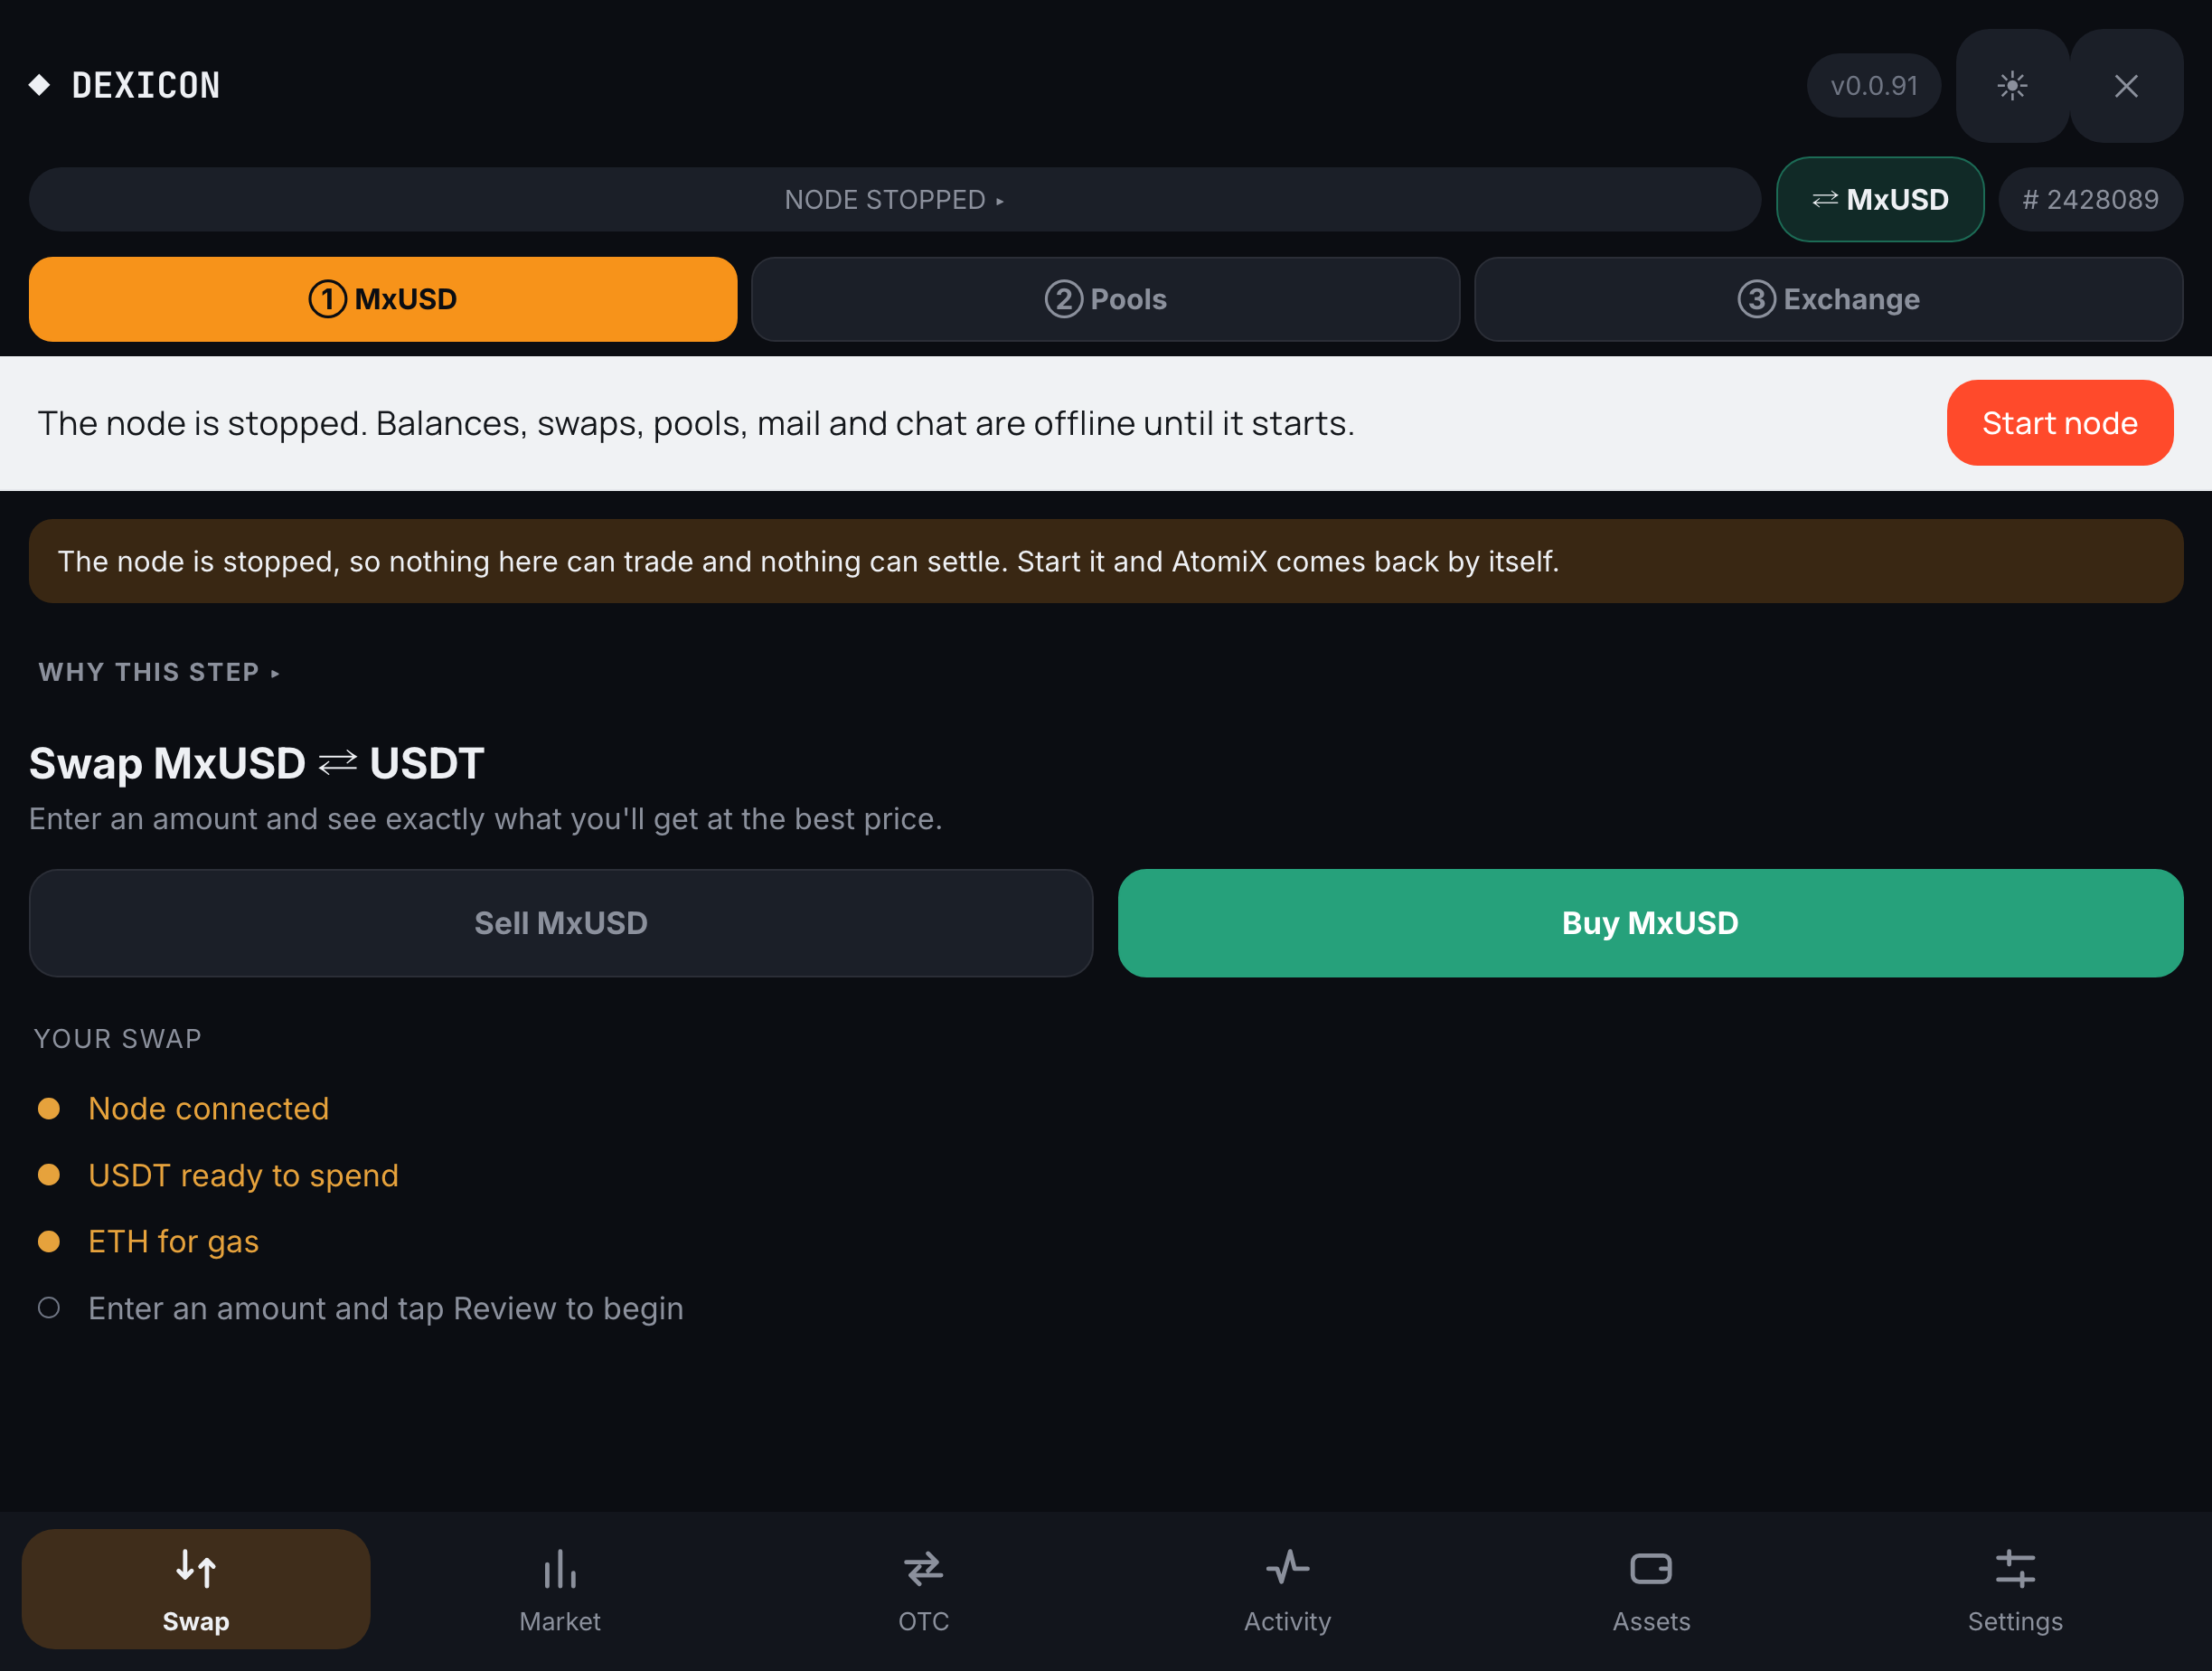 ◆ DEXICON
v0.0.91
NODE STOPPED ▸
⇄ MxUSD
# 2428089
① MxUSD
② Pools
③ Exchange
The node is stopped. Balances, swaps, pools, mail and chat are offline until it starts.
Start node
The node is stopped, so nothing here can trade and nothing can settle. Start it and AtomiX comes back by itself.
WHY THIS STEP ▸
Swap MxUSD ⇄ USDT
Enter an amount and see exactly what you'll get at the best price.
Sell MxUSD
Buy MxUSD
YOUR SWAP
Node connected
USDT ready to spend
ETH for gas
Enter an amount and tap Review to begin
Swap
Market
OTC
Activity
Assets
Settings